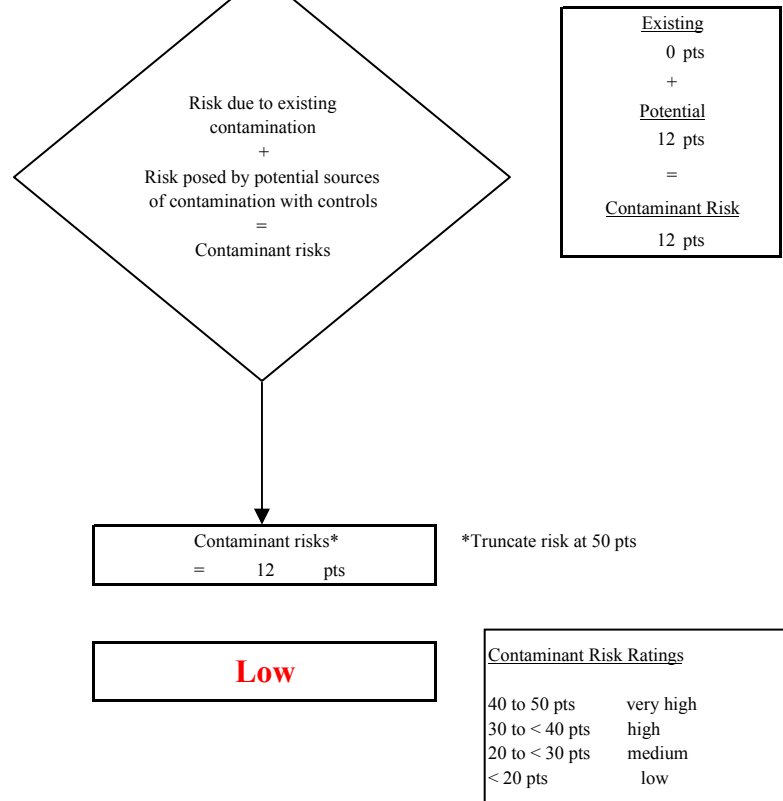 Risk due to existing
contamination
+
Risk posed by potential sources
of contamination with controls
=
Contaminant risks
Existing
0 pts
+
Potential
12 pts
=
Contaminant Risk
12 pts
Contaminant risks*
= 12 pts
*Truncate risk at 50 pts
Low
Contaminant Risk Ratings
40 to 50 pts very high
30 to < 40 pts high
20 to < 30 pts medium
< 20 pts low